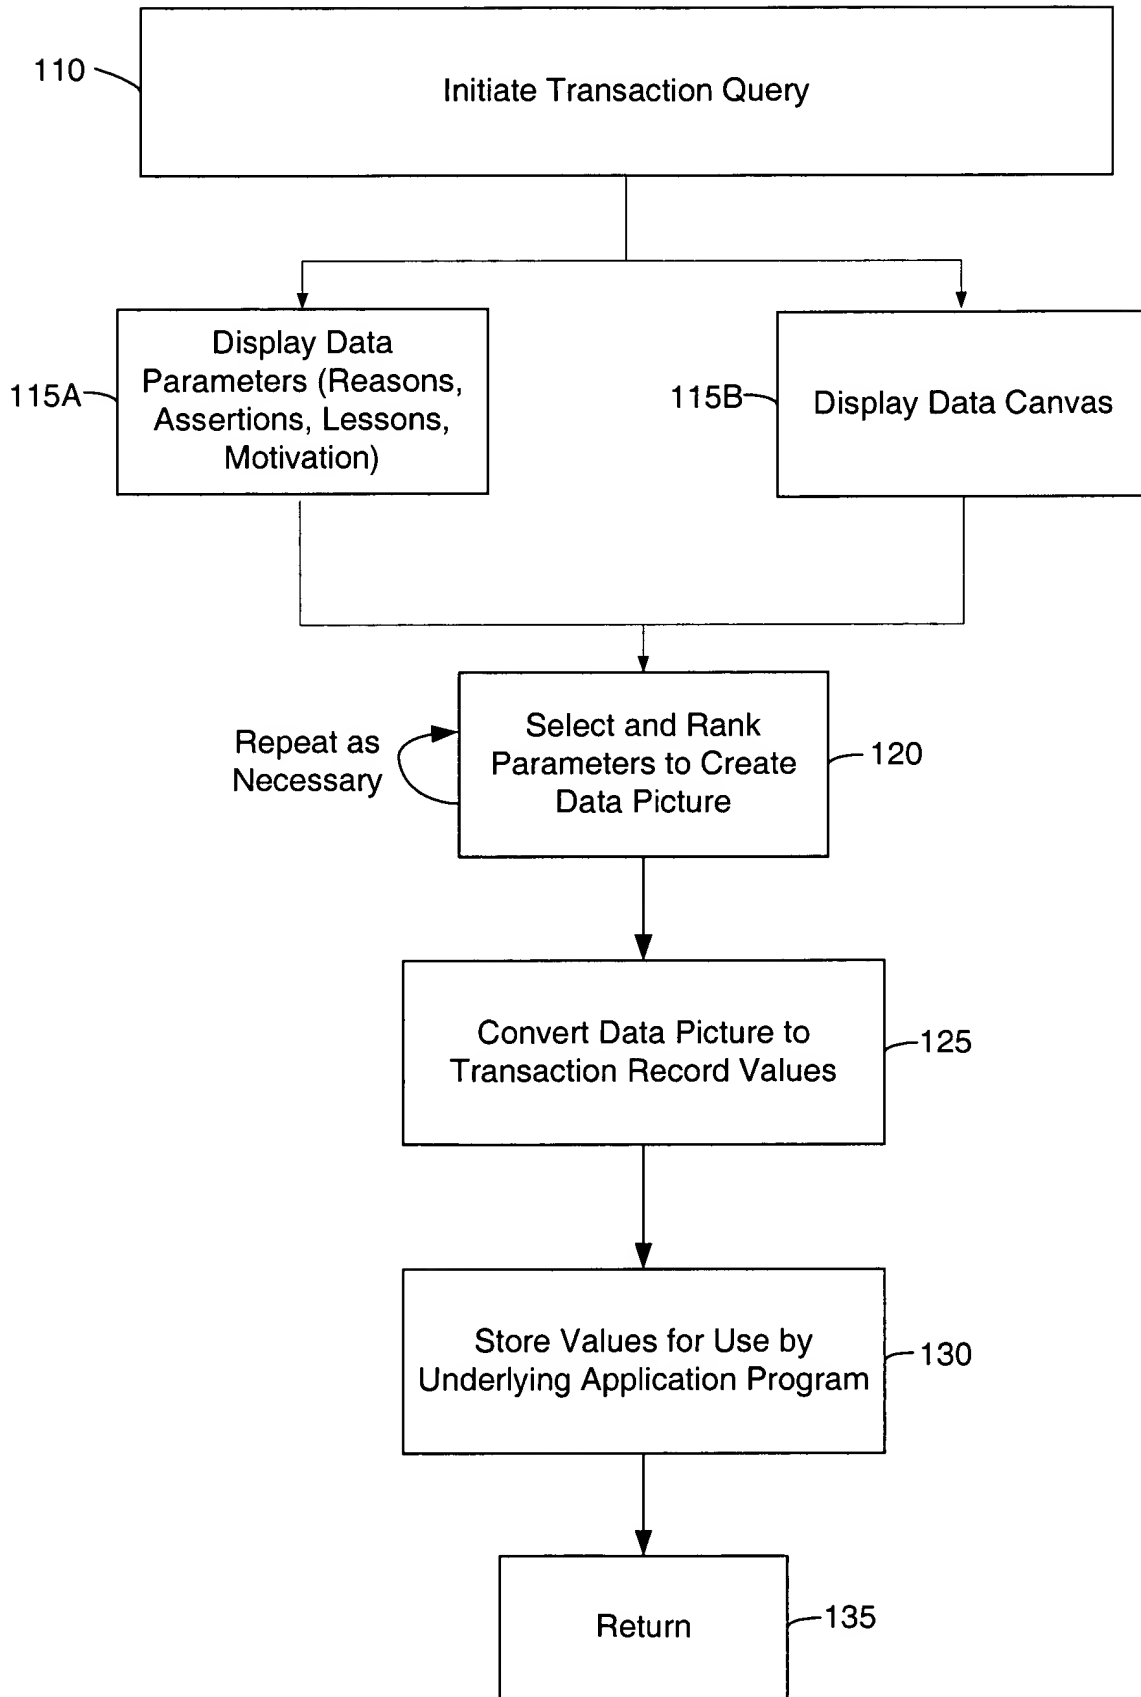 110
Initiate Transaction Query
115A
Display Data
Parameters (Reasons,
Assertions, Lessons,
Motivation)
115B
Display Data Canvas
Repeat as
Necessary
Select and Rank
Parameters to Create
Data Picture
120
Convert Data Picture to
Transaction Record Values
125
Store Values for Use by
Underlying Application Program
130
Return
135